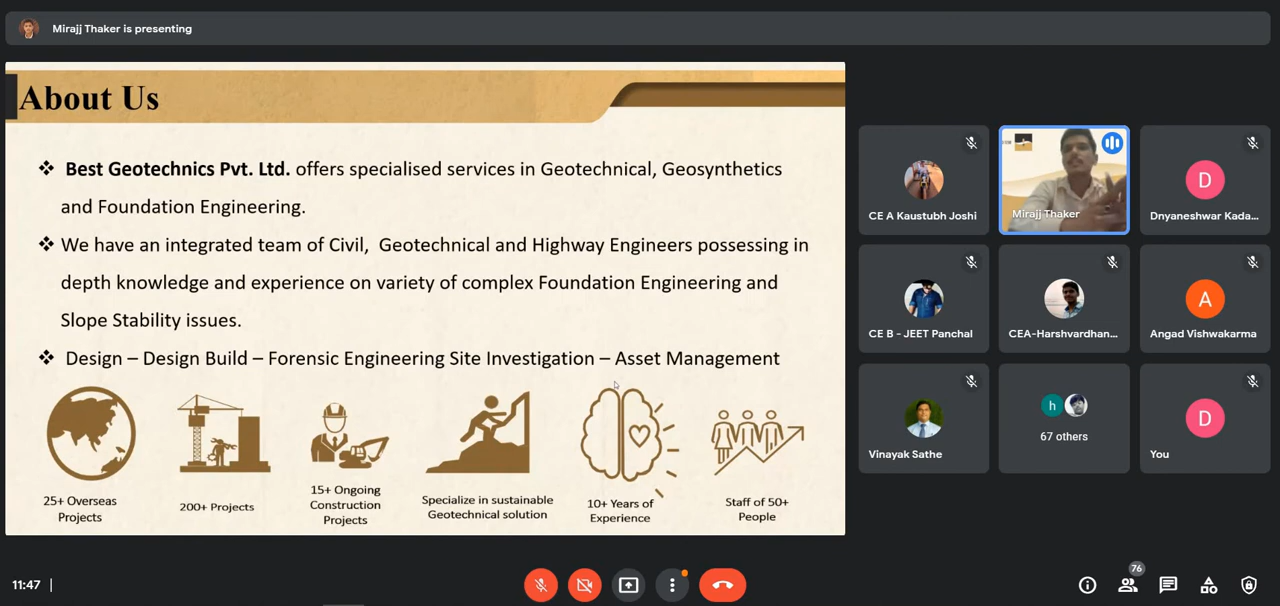 Mirajj Thaker is presenting
About Us
❖ Best Geotechnics Pvt. Ltd. offers specialised services in Geotechnical, Geosynthetics
and Foundation Engineering.
❖ We have an integrated team of Civil, Geotechnical and Highway Engineers possessing in
depth knowledge and experience on variety of complex Foundation Engineering and
Slope Stability issues.
❖ Design – Design Build – Forensic Engineering Site Investigation – Asset Management
25+ Overseas
Projects
200+ Projects
15+ Ongoing
Construction
Projects
Specialize in sustainable
Geotechnical solution
10+ Years of
Experience
Staff of 50+
People
CE A Kaustubh Joshi
Mirajj Thaker
D
Dnyaneshwar Kada...
CE B - JEET Panchal
CEA-Harshvardhan...
A
Angad Vishwakarma
Vinayak Sathe
h
67 others
D
You
11:47
76